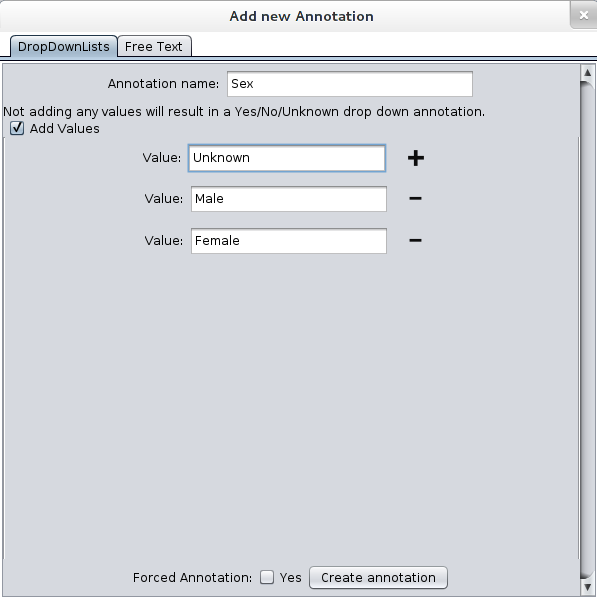 Add new Annotation
DropDownLists Free Text
Annotation name: Sex
Not adding any values will result in a Yes/No/Unknown drop down annotation.
Add Values
Value: Unknown
Value: Male
Value: Female
Forced Annotation: Yes Create annotation